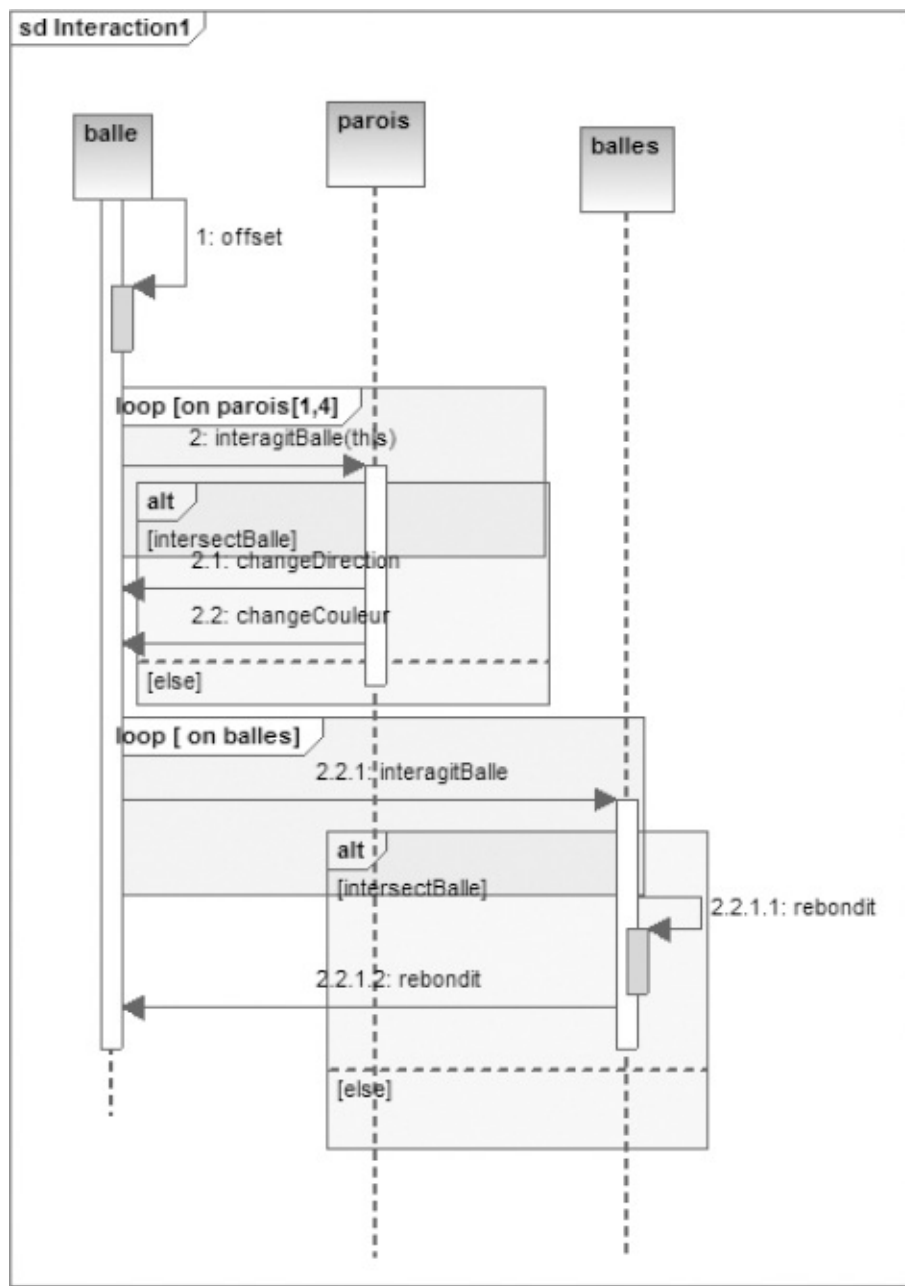 sd Interaction1
balle
parois
balles
1: offset
loop [on parois[1,4]
2: interagitBalle(this)
alt
[intersectBalle]
2.1: changeDirection
2.2: changeCouleur
[else]
loop [ on balles]
2.2.1: interagitBalle
alt
[intersectBalle]
2.2.1.1: rebondit
2.2.1.2: rebondit
[else]